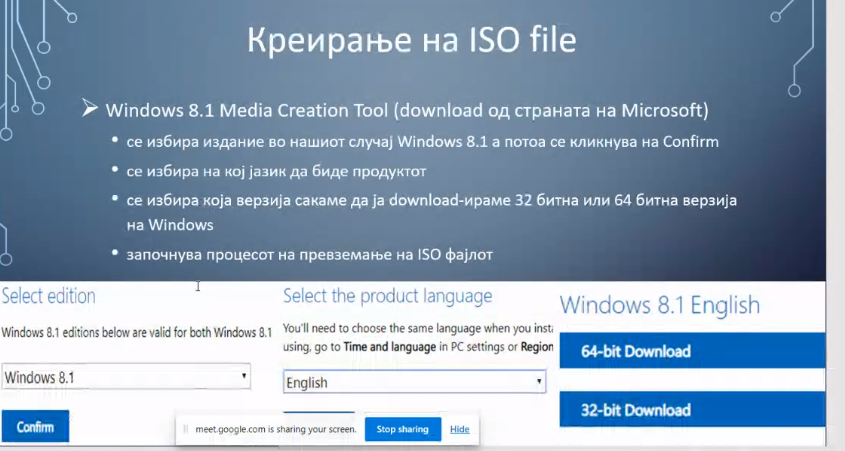 Креирање на ISO file
Windows 8.1 Media Creation Tool (download од страната на Microsoft)
се избира издание во нашиот случај Windows 8.1 а потоа се кликнува на Confirm
се избира на кој јазик да биде продуктот
се избира која верзија сакаме да ја download-ираме 32 битна или 64 битна верзија
на Windows
започнува процесот на превземање на ISO фајлот
Select edition
Windows 8.1 editions below are valid for both Windows 8.1
Windows 8.1
Confirm
Select the product language
You'll need to choose the same language when you insta
using, go to Time and language in PC settings or Region
English
Windows 8.1 English
64-bit Download
32-bit Download
meet.google.com is sharing your screen.
Stop sharing
Hide